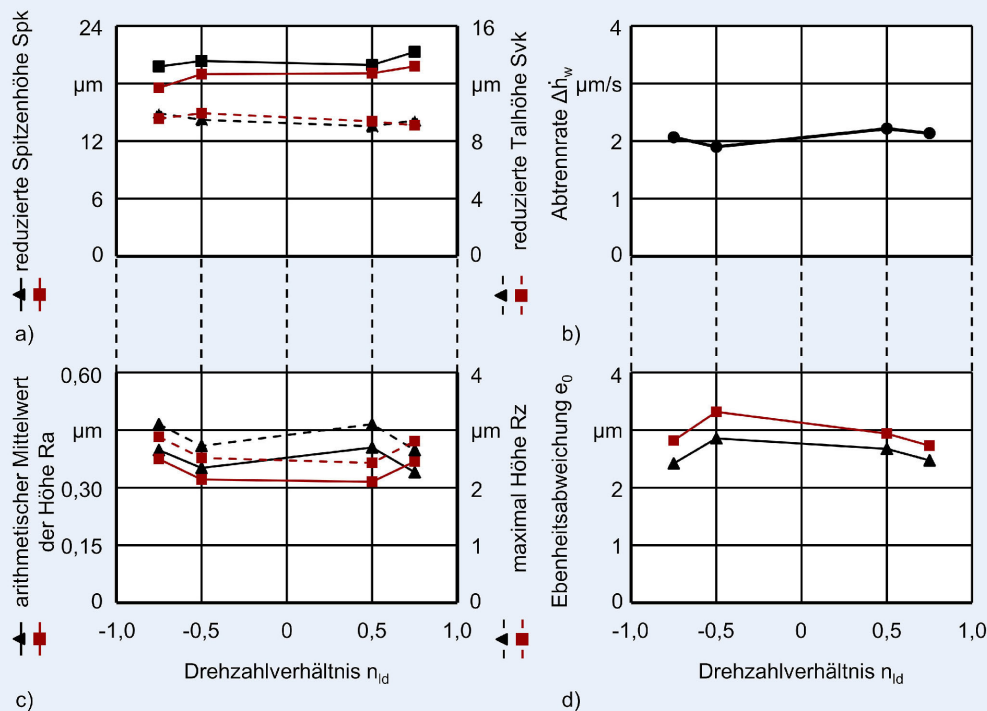 a)
reduzierte Spitzenhöhe Spk
24
µm
12
6
0
16
µm
8
4
0
reduzierte Talhöhe Svk
b)
Abtrennrate Δḣw
4
µm/s
2
1
0
c)
arithmetischer Mittelwert
der Höhe Ra
0,60
µm
0,30
0,15
0
4
µm
2
1
0
maximal Höhe Rz
-1,0 -0,5 0 0,5 1,0
Drehzahlverhältnis nld
d)
Ebenheitsabweichung e0
4
µm
2
1
0
-1,0 -0,5 0 0,5 1,0
Drehzahlverhältnis nld